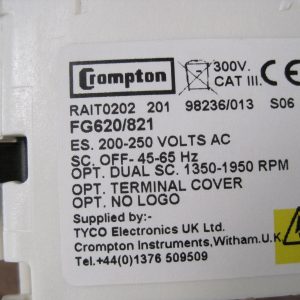 Crompton
300V.
CAT III.
CE
RAIT0202 201 98236/013 S06
FG620/821
ES. 200-250 VOLTS AC
SC. OFF- 45-65 Hz
OPT. DUAL SC. 1350-1950 RPM
OPT. TERMINAL COVER
OPT. NO LOGO
Supplied by:-
TYCO Electronics UK Ltd.
Crompton Instruments,Witham.U.K
Tel.+44(0)1376 509509